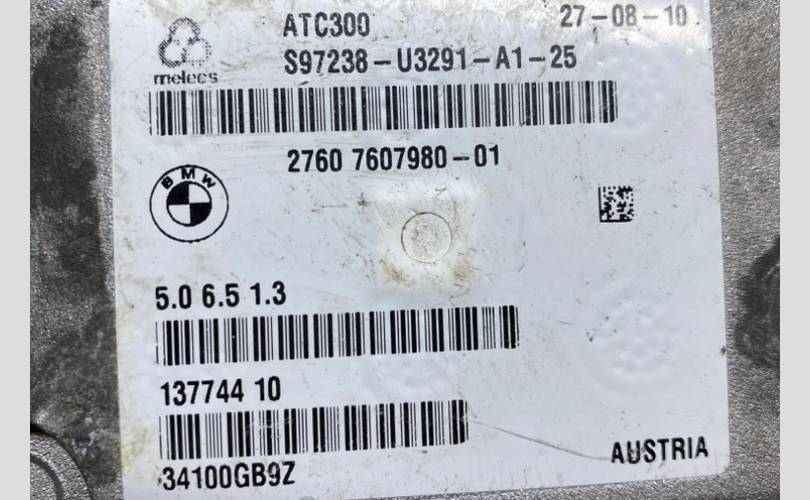 ATC300
27-08-10
melecs
S97238-U3291-A1-25
2760 7607980-01
BMW
5.0 6.5 1.3
137744 10
34100GB9Z
AUSTRIA